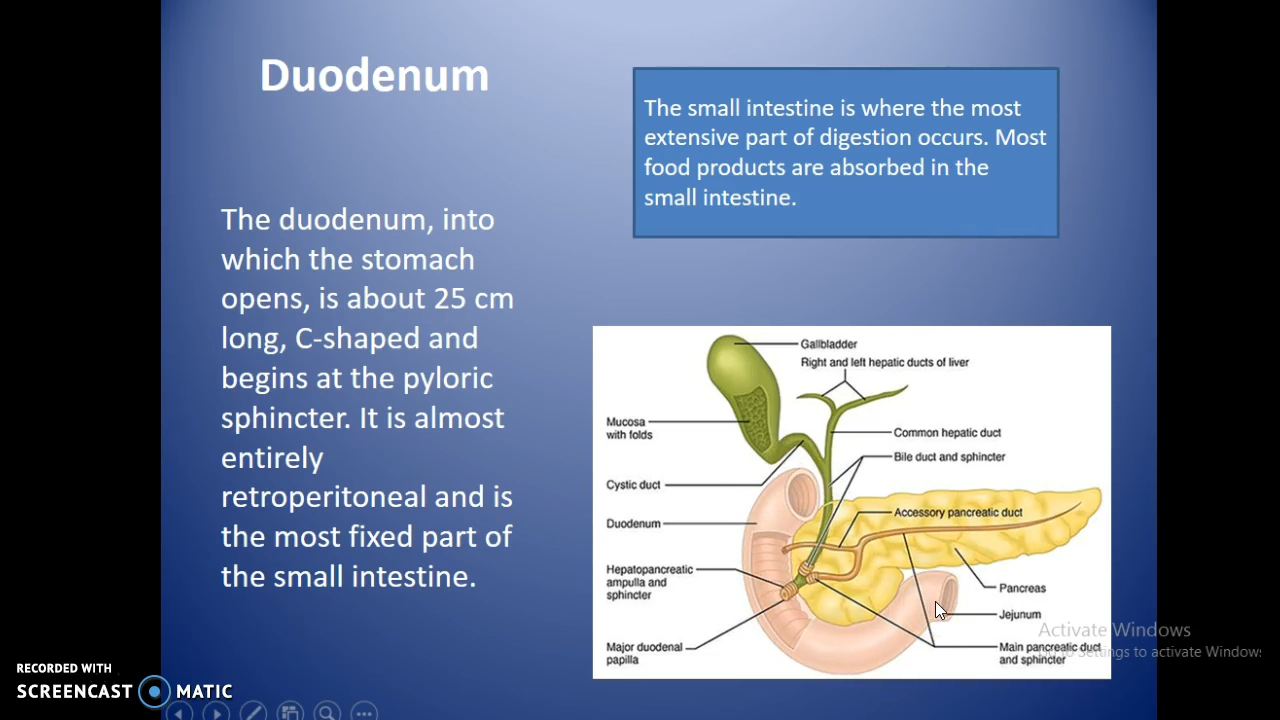 Duodenum
The small intestine is where the most
extensive part of digestion occurs. Most
food products are absorbed in the
small intestine.
The duodenum, into
which the stomach
opens, is about 25 cm
long, C-shaped and
begins at the pyloric
sphincter. It is almost
entirely
retroperitoneal and is
the most fixed part of
the small intestine.
Gallbladder
Right and left hepatic ducts of liver
Mucosa
with folds
Common hepatic duct
Bile duct and sphincter
Cystic duct
Accessory pancreatic duct
Duodenum
Hepatopancreatic
ampulla and
sphincter
Pancreas
Jejunum
Major duodenal
papilla
Main pancreatic duct
and sphincter
Activate Windows
Go to Settings to activate Windows
RECORDED WITH
SCREENCAST MATIC